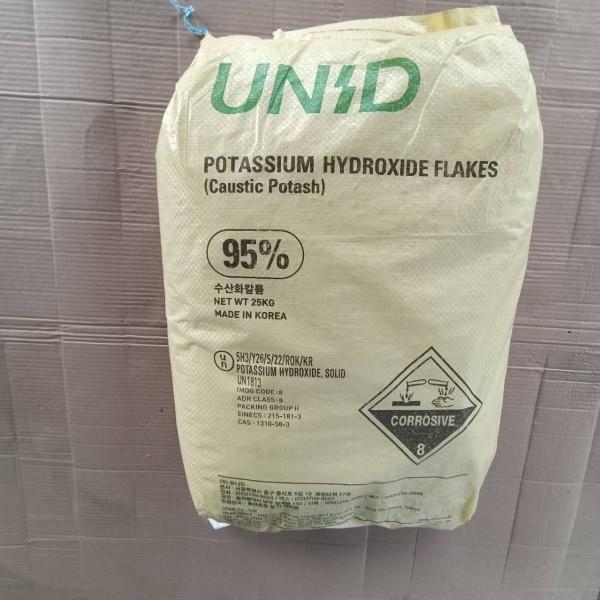 UNID
POTASSIUM HYDROXIDE FLAKES
(Caustic Potash)
95%
수산화칼륨
NET WT 25KG
MADE IN KOREA
un
5H3/Y26/S/22/ROK/KR
POTASSIUM HYDROXIDE, SOLID
UN1813
IMDG CODE : 8
ADR CLASS : 8
PACKING GROUP II
EINECS : 215-181-3
CAS : 1310-58-3
CORROSIVE
8